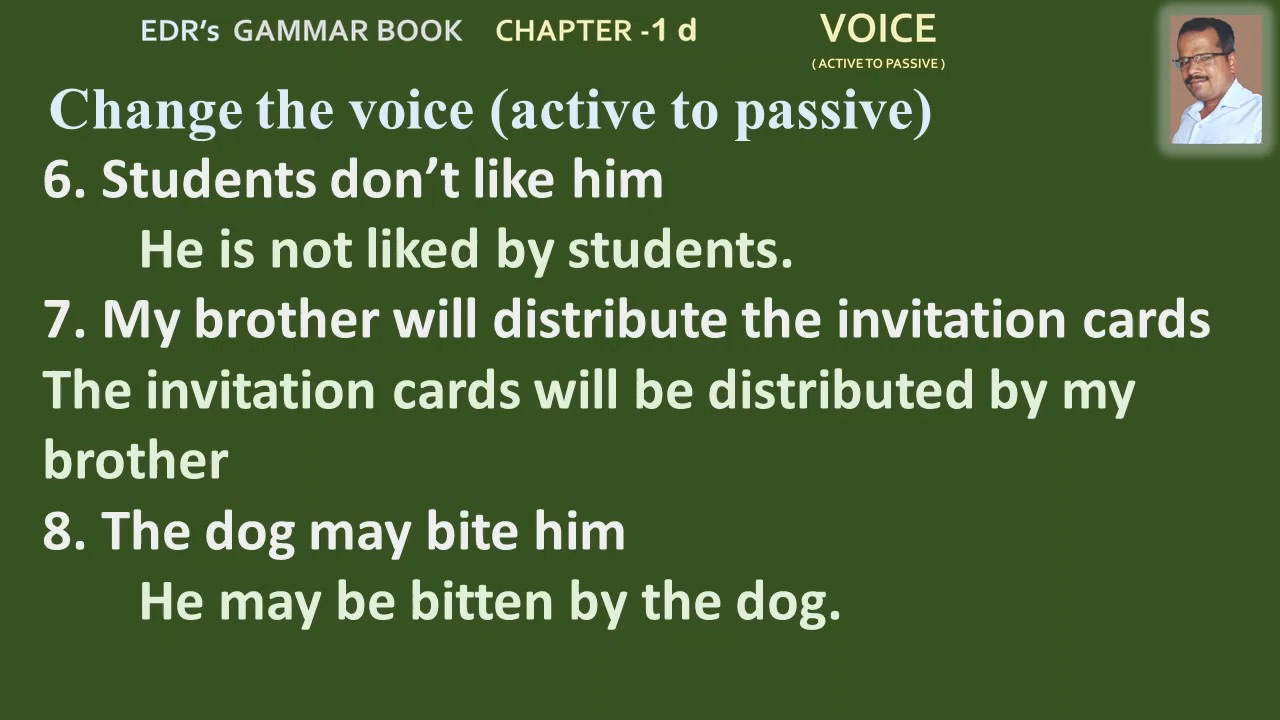 EDR's GAMMAR BOOK CHAPTER -1 d VOICE
( ACTIVE TO PASSIVE )
Change the voice (active to passive)
6. Students don’t like him
He is not liked by students.
7. My brother will distribute the invitation cards
The invitation cards will be distributed by my
brother
8. The dog may bite him
He may be bitten by the dog.